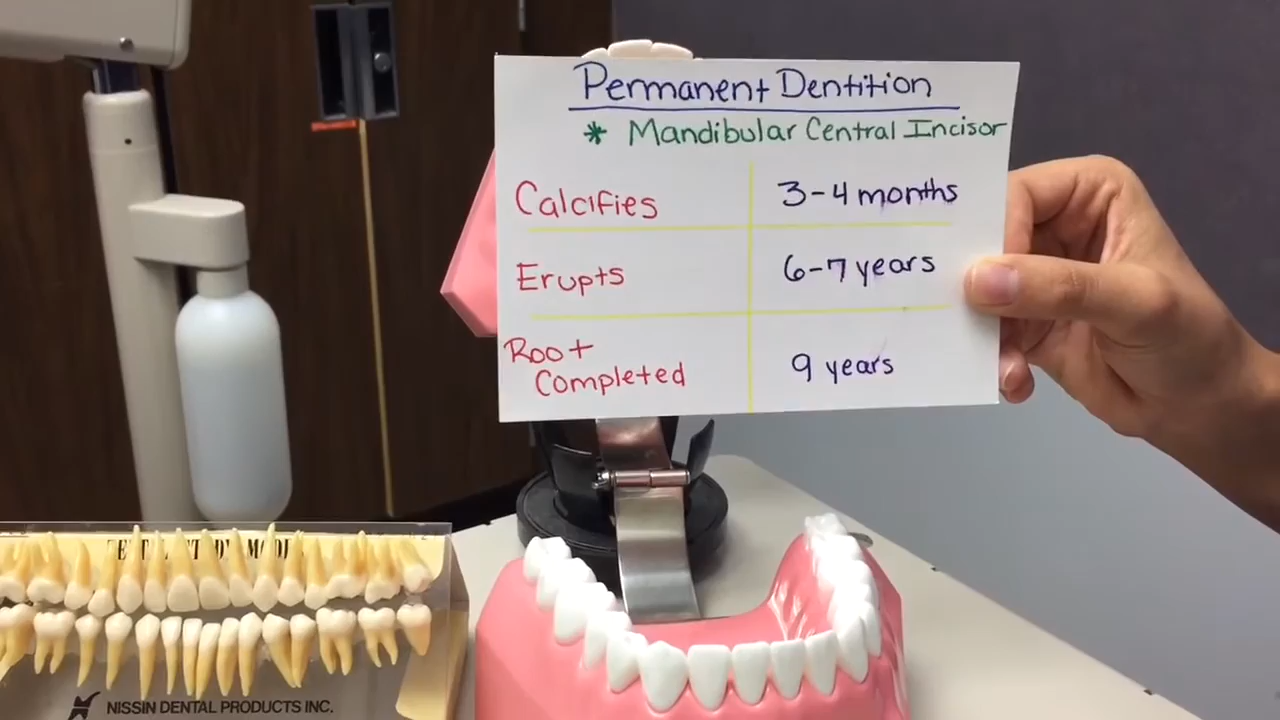 Permanent Dentition
* Mandibular Central Incisor
Calcifies 3-4 months
Erupts 6-7 years
Root
Completed 9 years
NISSIN DENTAL PRODUCTS INC.